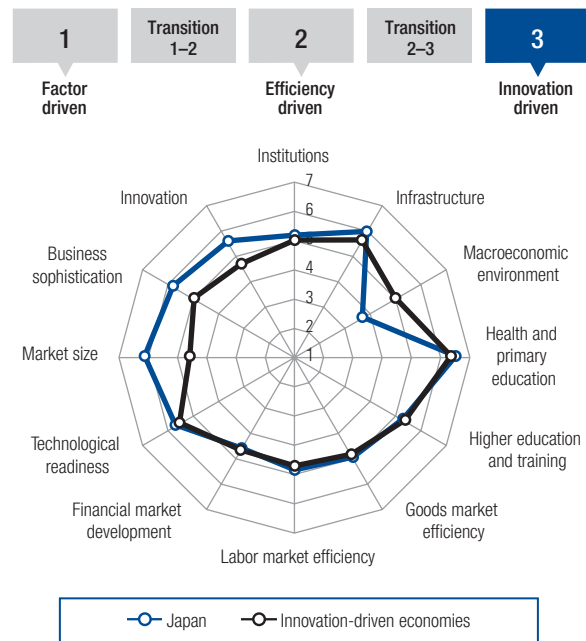 1
Transition
1–2
2
Transition
2–3
3
Factor
driven
Efficiency
driven
Innovation
driven
Institutions
7
Innovation
Infrastructure
6
Business
sophistication
5
Macroeconomic
environment
4
3
Market size
2
1
Health and
primary
education
Technological
readiness
Higher education
and training
Financial market
development
Goods market
efficiency
Labor market efficiency
Japan
Innovation-driven economies